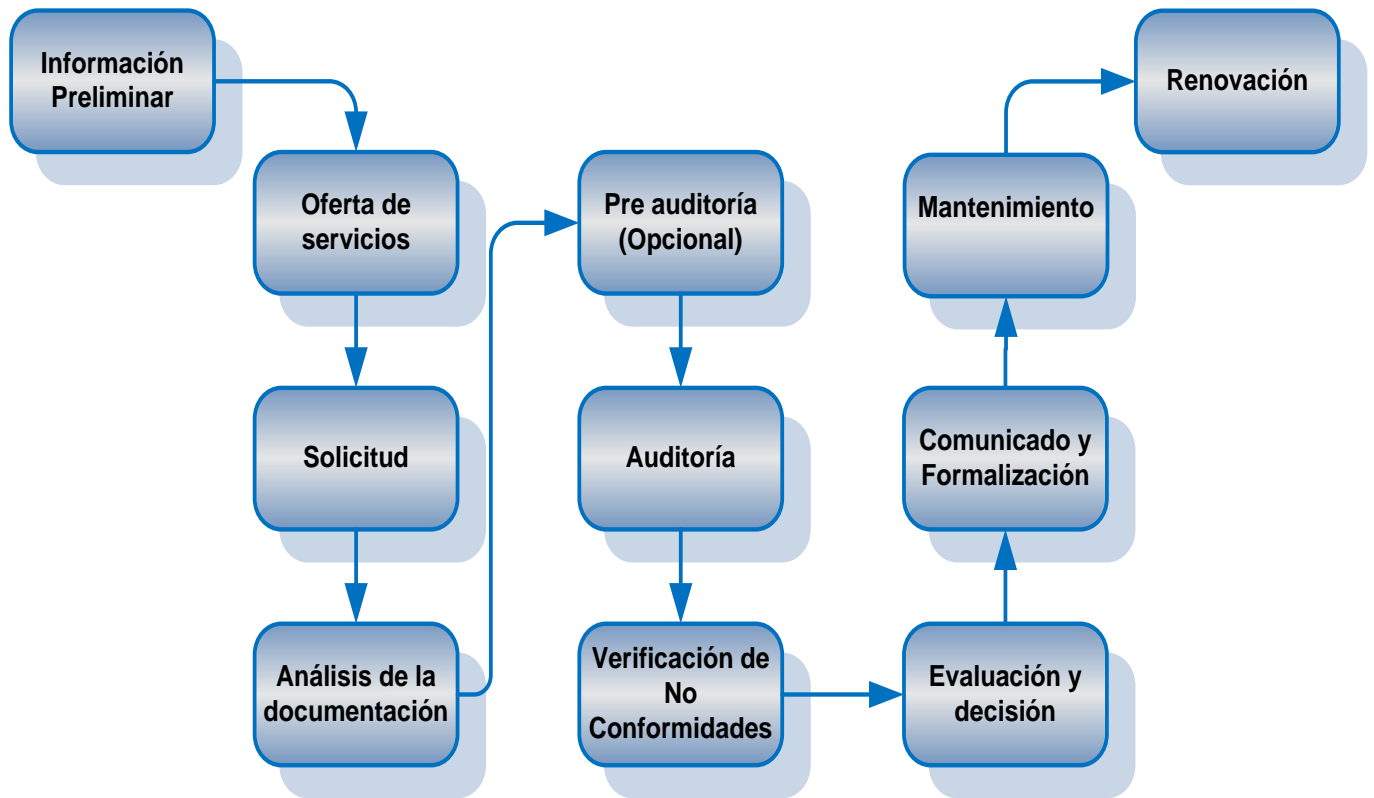 Información
Preliminar
Oferta de
servicios
Solicitud
Análisis de la
documentación
Pre auditoría
(Opcional)
Auditoría
Verificación de
No
Conformidades
Evaluación y
decisión
Comunicado y
Formalización
Mantenimiento
Renovación